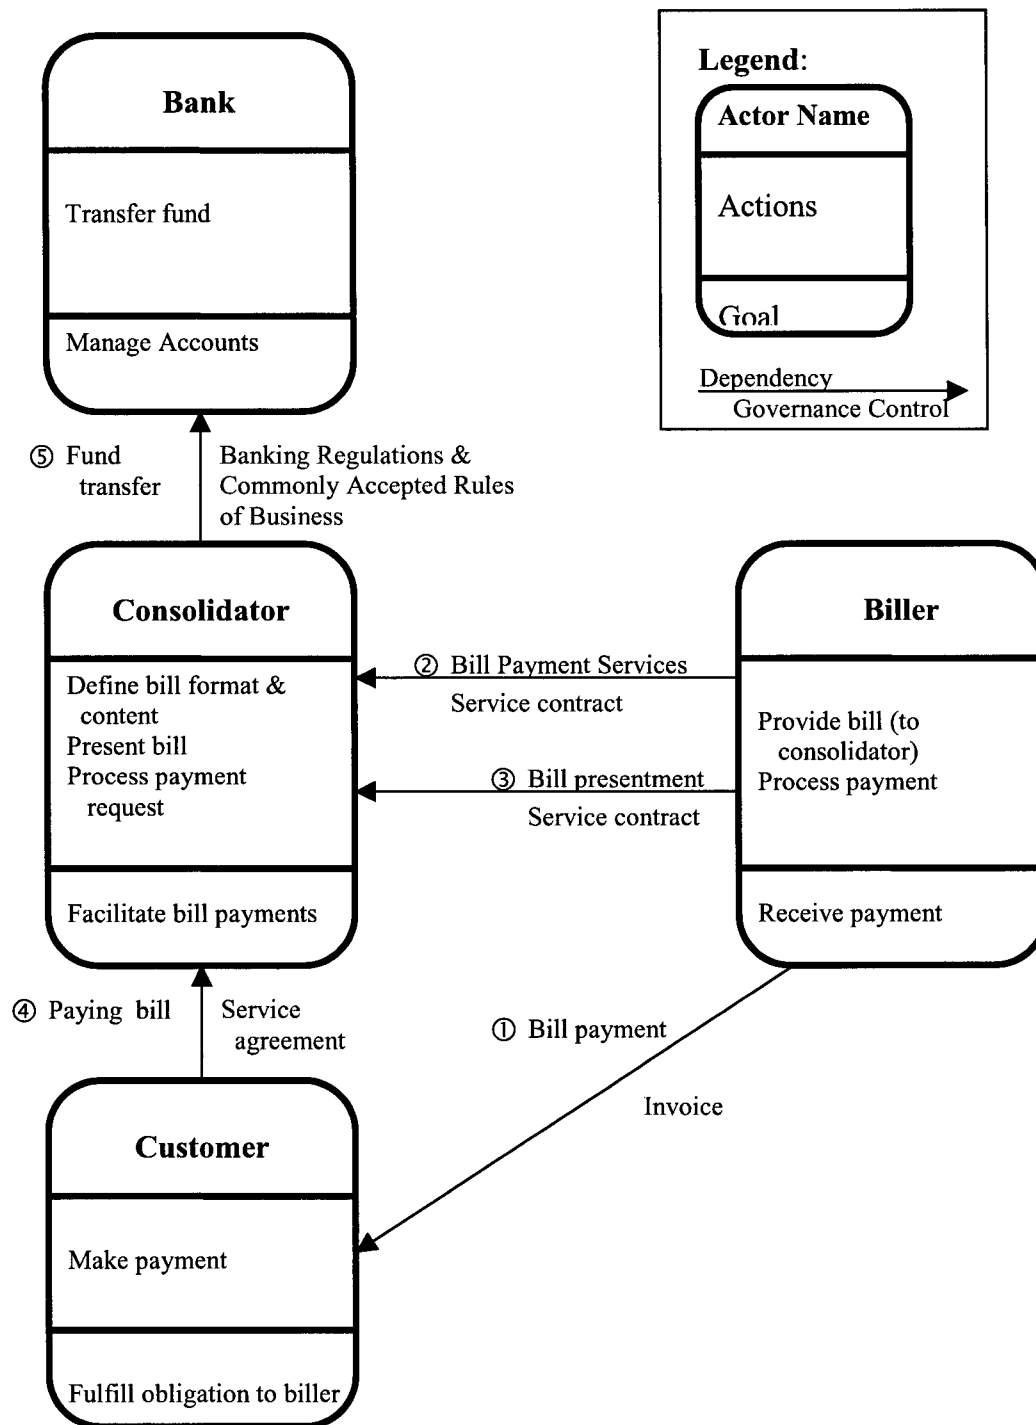 Bank
Transfer fund
Manage Accounts
Legend:
Actor Name
Actions
Goal
Dependency
Governance Control
⑤ Fund
transfer
Banking Regulations &
Commonly Accepted Rules
of Business
Consolidator
Define bill format &
content
Present bill
Process payment
request
Facilitate bill payments
② Bill Payment Services
Service contract
③ Bill presentment
Service contract
Biller
Provide bill (to
consolidator)
Process payment
Receive payment
④ Paying bill
Service
agreement
① Bill payment
Invoice
Customer
Make payment
Fulfill obligation to biller